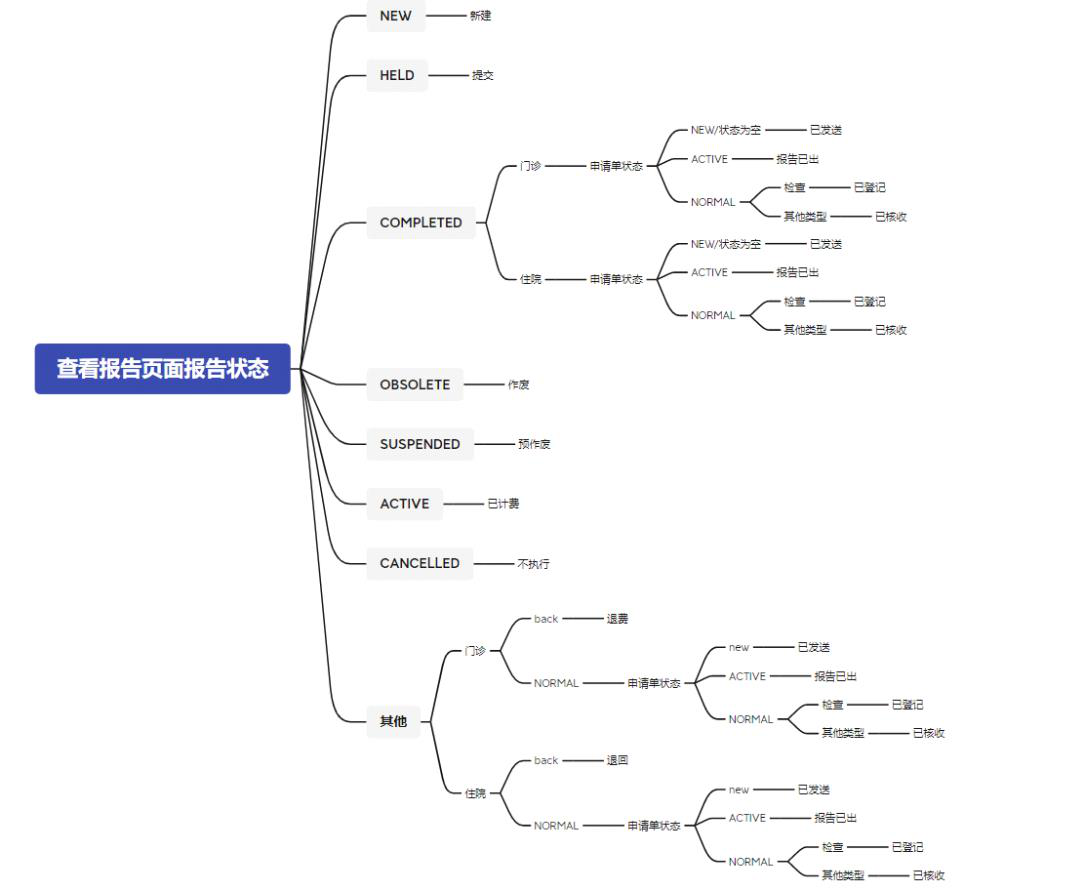 查看报告页面报告状态
NEW 新建
HELD 提交
COMPLETED
门诊 申请单状态
NEW/状态为空 已发送
ACTIVE 报告已出
NORMAL
检查 已登记
其他类型 已核收
住院 申请单状态
NEW/状态为空 已发送
ACTIVE 报告已出
NORMAL
检查 已登记
其他类型 已核收
OBSOLETE 作废
SUSPENDED 预作废
ACTIVE 已计费
CANCELLED 不执行
其他
门诊
back 退费
NORMAL 申请单状态
new 已发送
ACTIVE 报告已出
NORMAL
检查 已登记
其他类型 已核收
住院
back 退回
NORMAL 申请单状态
new 已发送
ACTIVE 报告已出
NORMAL
检查 已登记
其他类型 已核收